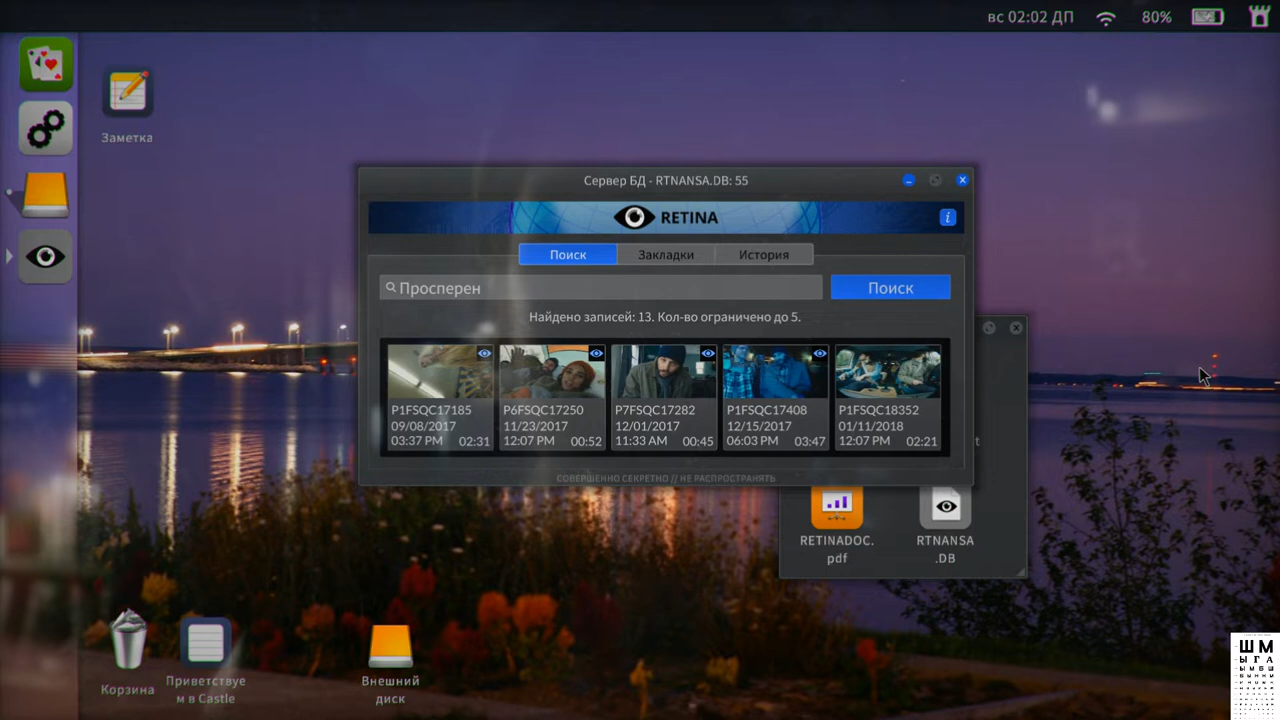 вс 02:02 ДП
80%
Заметка
Сервер БД - RTNANSA.DB: 55
RETINA
i
Поиск
Закладки
История
Просперен
Поиск
Найдено записей: 13. Кол-во ограничено до 5.
P1FSQC17185
09/08/2017
03:37 PM 02:31
P6FSQC17250
11/23/2017
12:07 PM 00:52
P7FSQC17282
12/01/2017
11:33 AM 00:45
P1FSQC17408
12/15/2017
06:03 PM 03:47
P1FSQC18352
01/11/2018
12:07 PM 02:21
СОВЕРШЕННО СЕКРЕТНО // НЕ РАСПРОСТРАНЯТЬ
t
RETINADOC.
pdf
RTNANSA
.DB
Корзина
Приветствуе
м в Castle
Внешний
диск
Ш М
Ы Г А
Ы М Б Ш